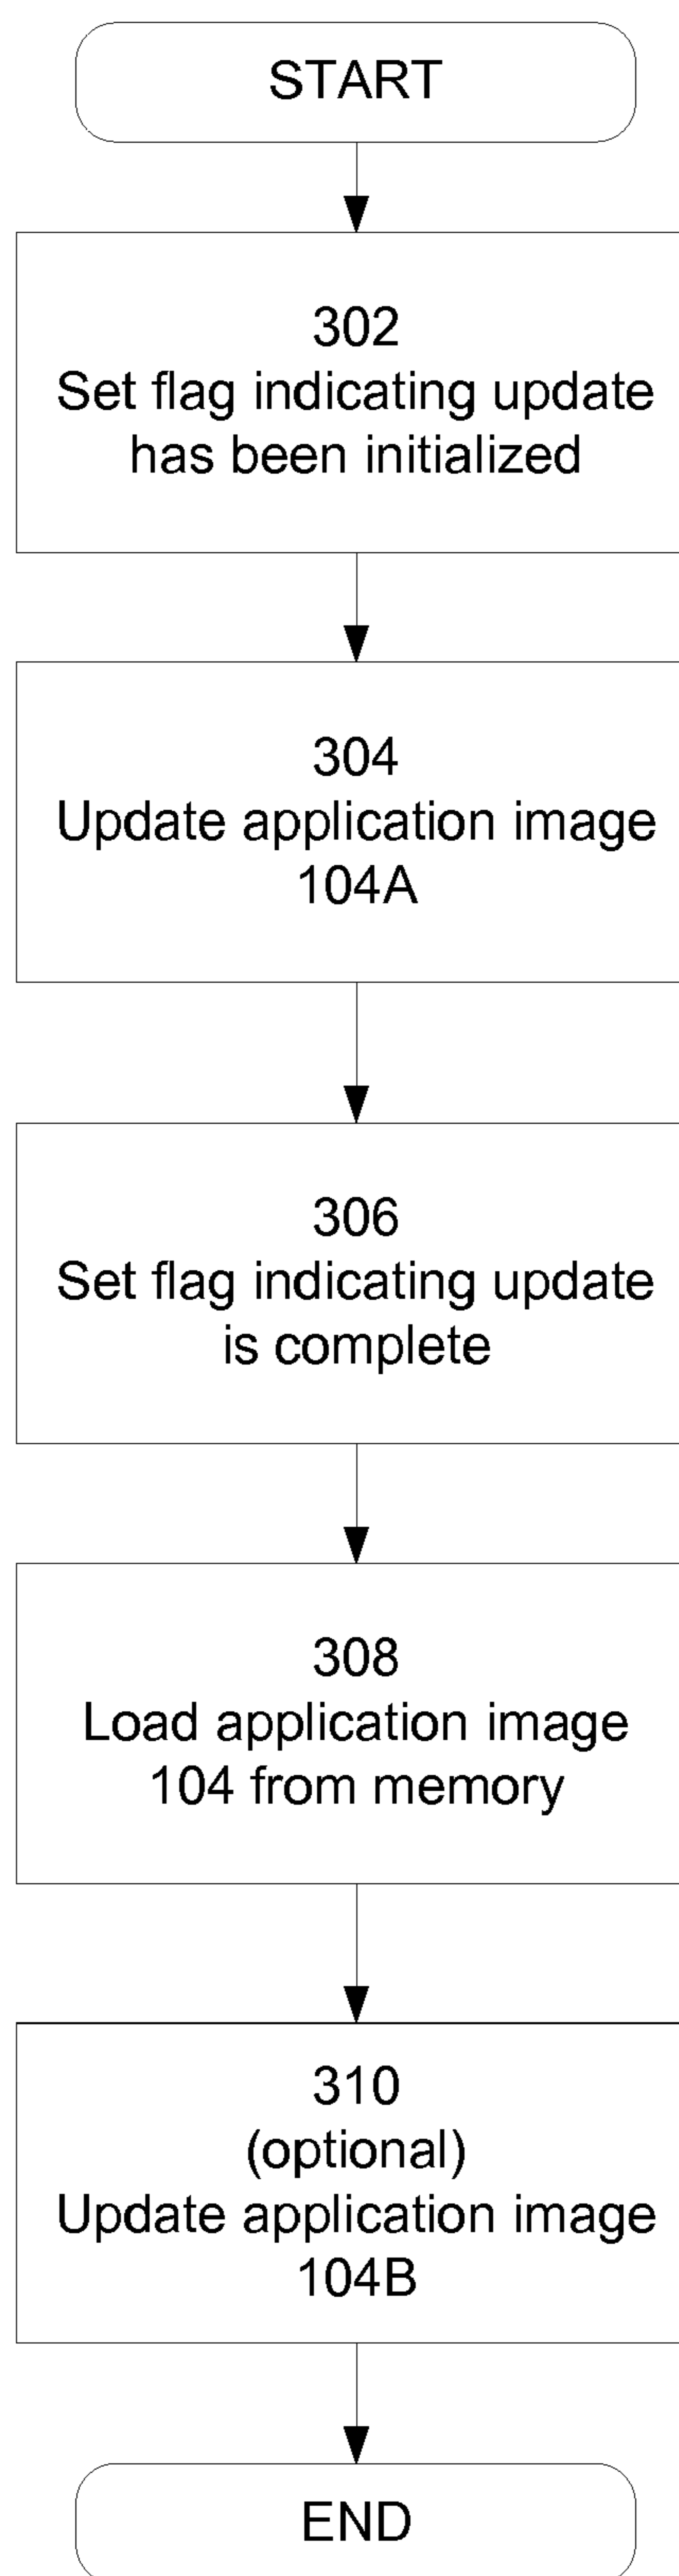 START
302
Set flag indicating update
has been initialized
304
Update application image
104A
306
Set flag indicating update
is complete
308
Load application image
104 from memory
310
(optional)
Update application image
104B
END